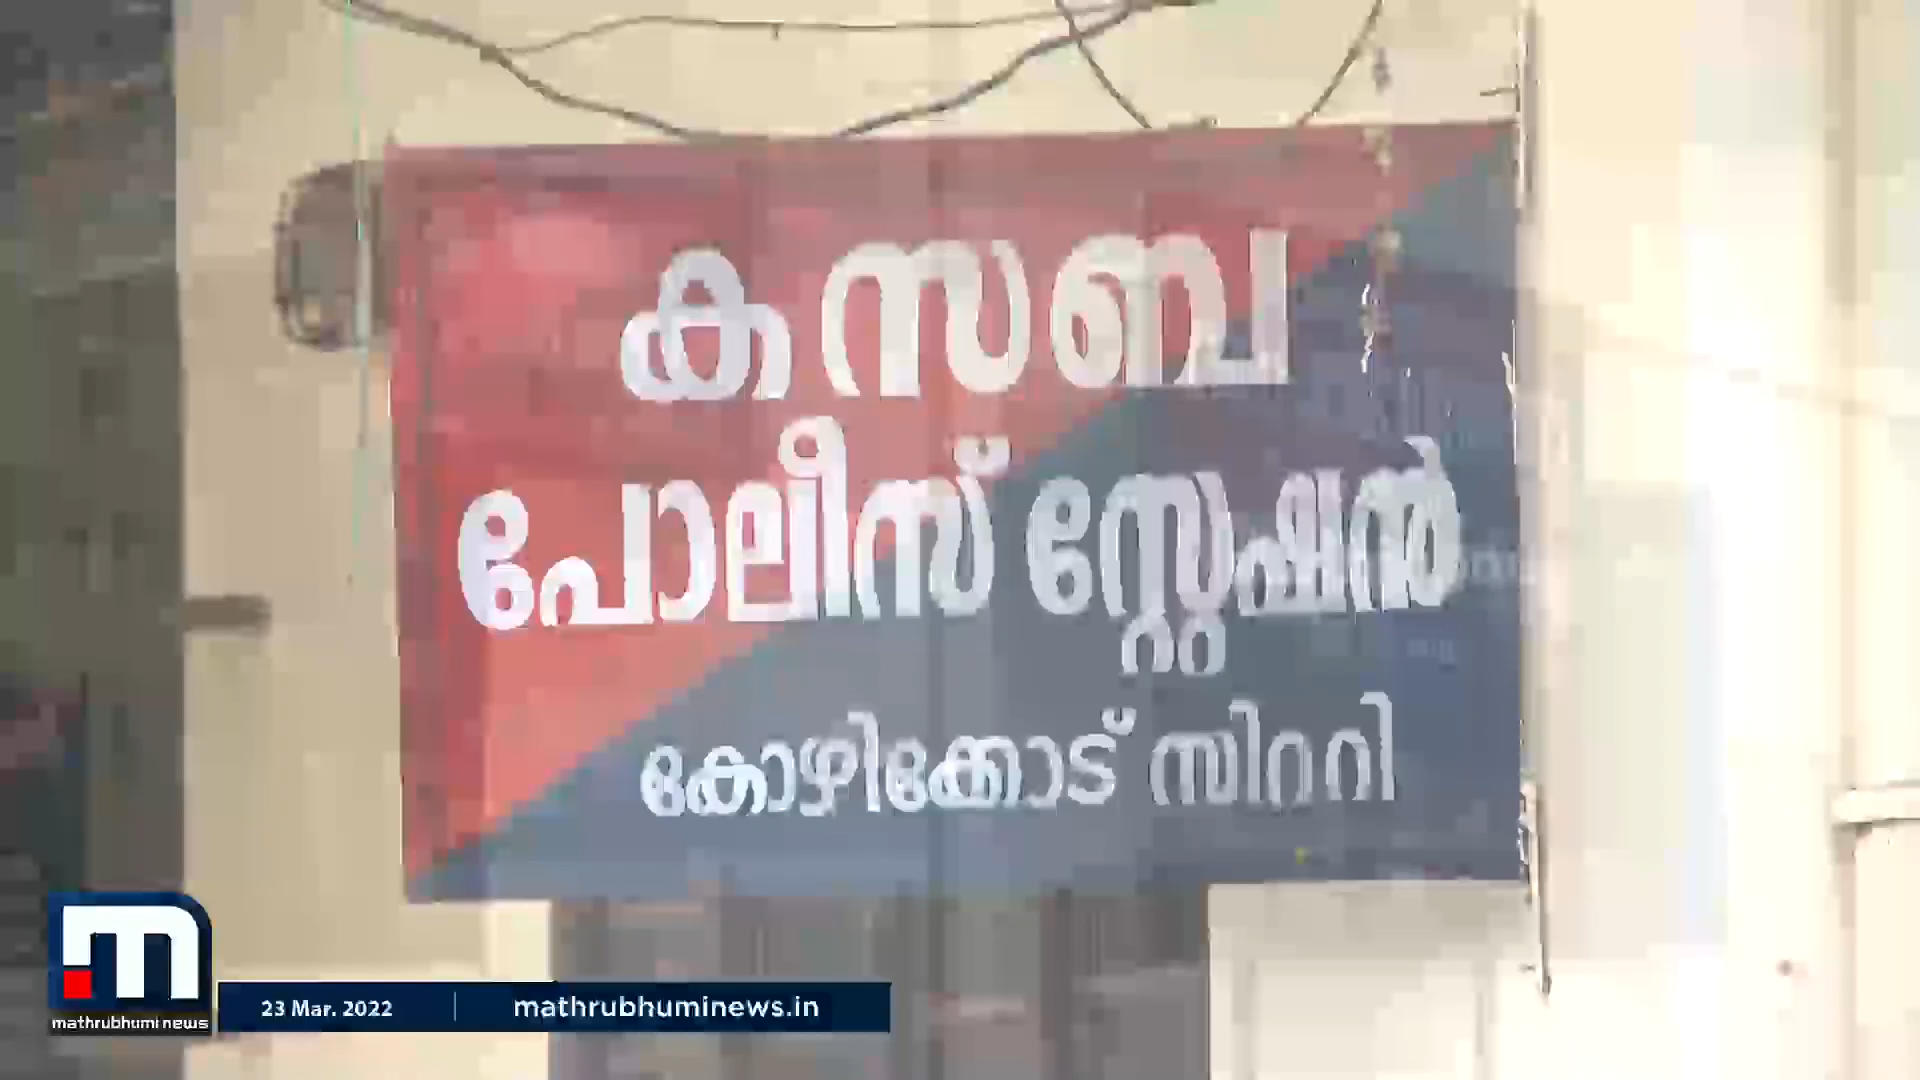 കസബ
പോലീസ് സ്റ്റേഷൻ
കോഴിക്കോട് സിററി
mathrubhumi news
23 Mar. 2022
mathrubhuminews.in